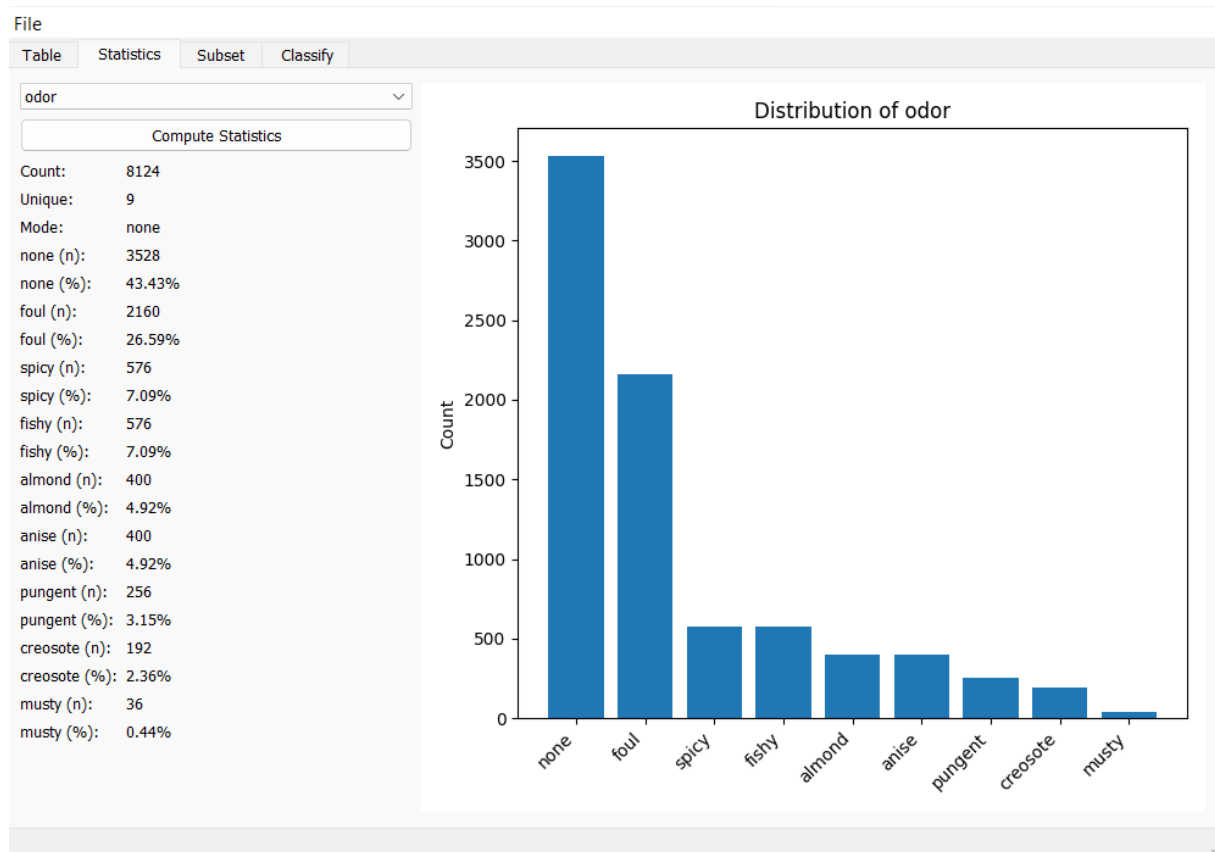 File
Table Statistics Subset Classify
odor
Compute Statistics
Count: 8124
Unique: 9
Mode: none
none (n): 3528
none (%): 43.43%
foul (n): 2160
foul (%): 26.59%
spicy (n): 576
spicy (%): 7.09%
fishy (n): 576
fishy (%): 7.09%
almond (n): 400
almond (%): 4.92%
anise (n): 400
anise (%): 4.92%
pungent (n): 256
pungent (%): 3.15%
creosote (n): 192
creosote (%): 2.36%
musty (n): 36
musty (%): 0.44%
Distribution of odor
3500
3000
2500
2000
1500
1000
500
0
Count
none foul spicy fishy almond anise pungent creosote musty